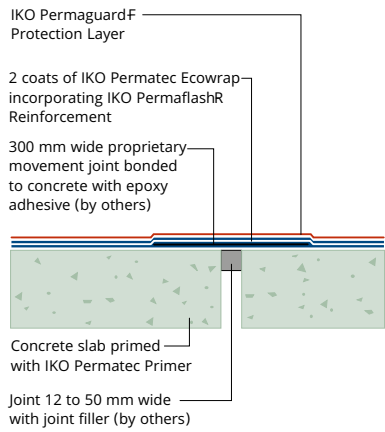 IKO Permaguard-F
Protection Layer
2 coats of IKO Permatec Ecowrap
incorporating IKO Permaflash-R
Reinforcement
300 mm wide proprietary
movement joint bonded
to concrete with epoxy
adhesive (by others)
Concrete slab primed
with IKO Permatec Primer
Joint 12 to 50 mm wide
with joint filler (by others)